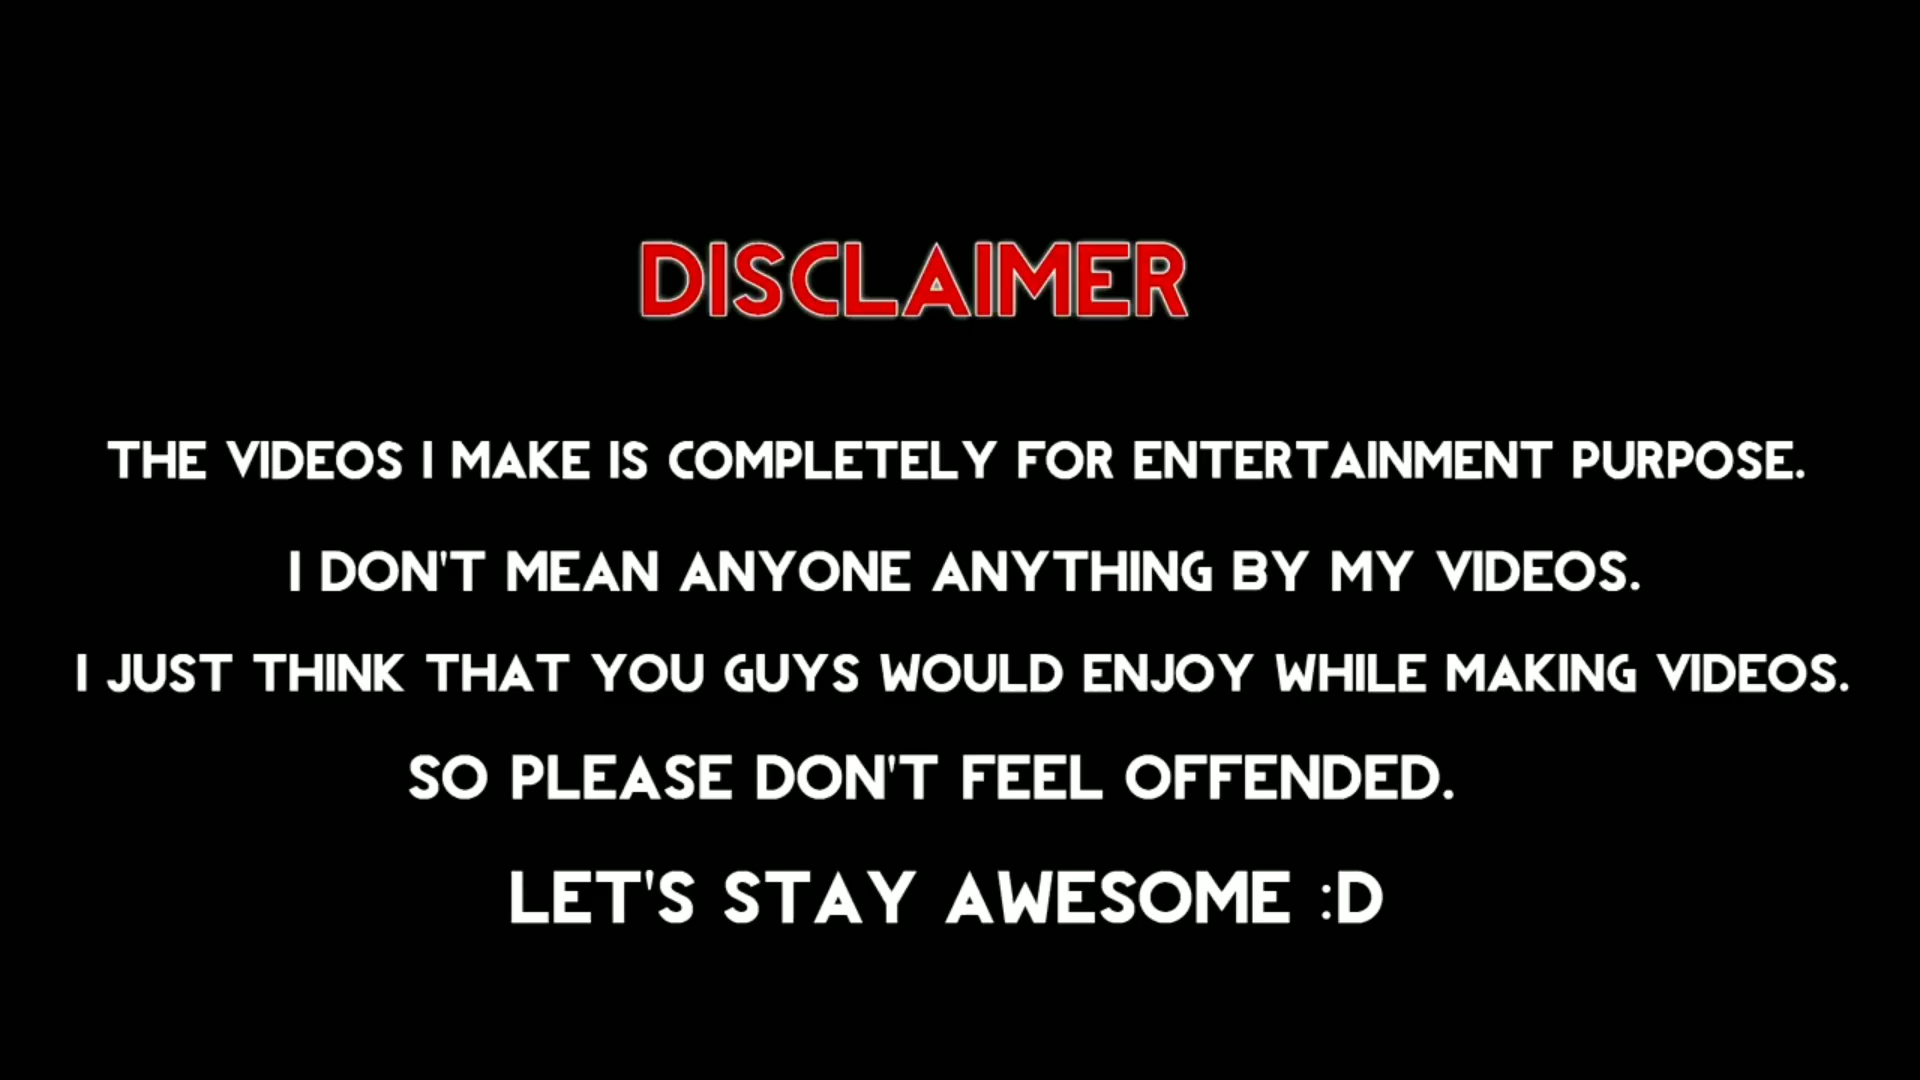 DISCLAIMER
THE VIDEOS I MAKE IS COMPLETELY FOR ENTERTAINMENT PURPOSE.
I DON'T MEAN ANYONE ANYTHING BY MY VIDEOS.
I JUST THINK THAT YOU GUYS WOULD ENJOY WHILE MAKING VIDEOS.
SO PLEASE DON'T FEEL OFFENDED.
LET'S STAY AWESOME :D